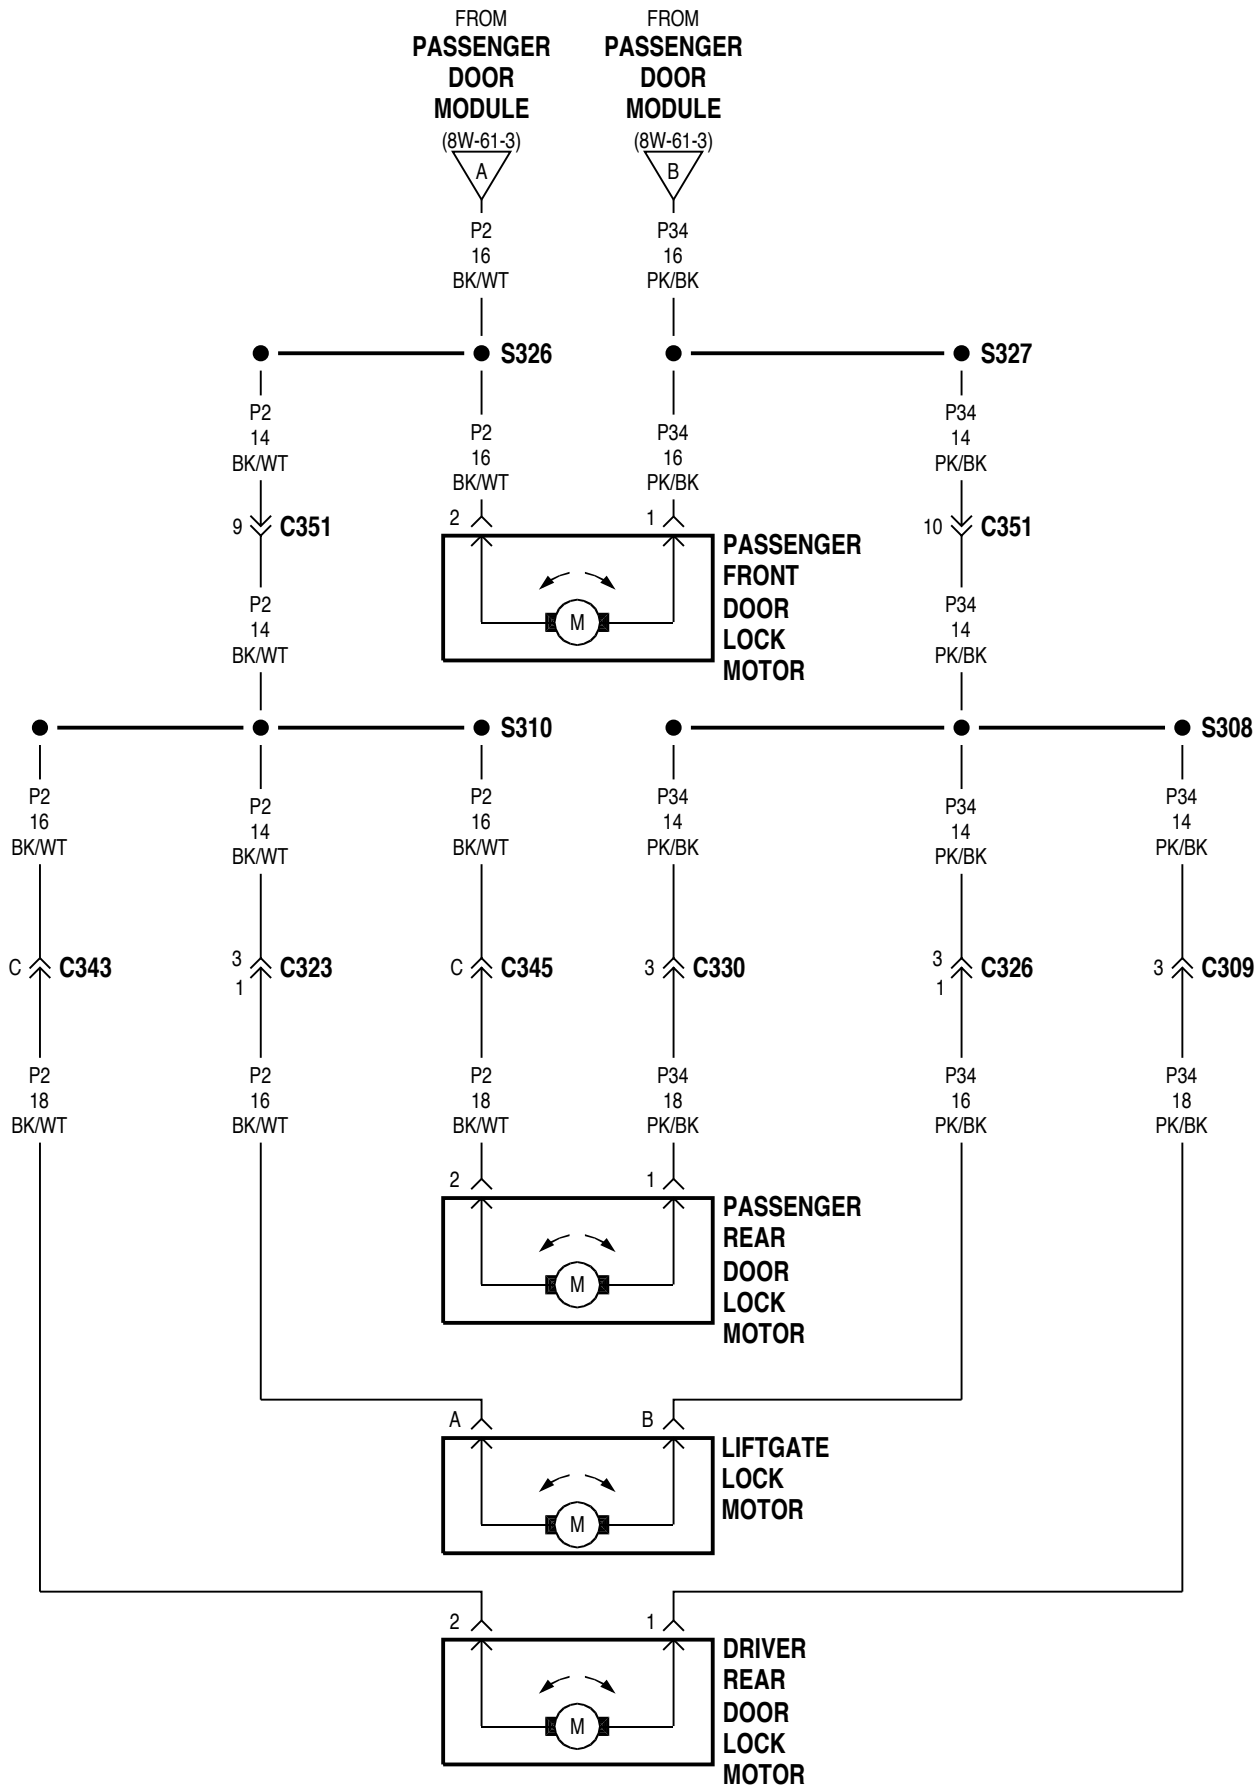 FROM
PASSENGER
DOOR
MODULE
(8W-61-3)
A
FROM
PASSENGER
DOOR
MODULE
(8W-61-3)
B
P2
16
BK/WT
P34
16
PK/BK
S326
S327
P2
14
BK/WT
P2
16
BK/WT
P34
16
PK/BK
P34
14
PK/BK
9 C351
2
1
10 C351
PASSENGER
FRONT
DOOR
LOCK
MOTOR
M
P2
14
BK/WT
P34
14
PK/BK
S310
S308
P2
16
BK/WT
P2
14
BK/WT
P2
16
BK/WT
P34
14
PK/BK
P34
14
PK/BK
P34
14
PK/BK
C C343
3
1
C323
C C345
3 C330
3
1
C326
3 C309
P2
18
BK/WT
P2
16
BK/WT
P2
18
BK/WT
P34
18
PK/BK
P34
16
PK/BK
P34
18
PK/BK
2
1
PASSENGER
REAR
DOOR
LOCK
MOTOR
M
A
B
LIFTGATE
LOCK
MOTOR
M
2
1
DRIVER
REAR
DOOR
LOCK
MOTOR
M